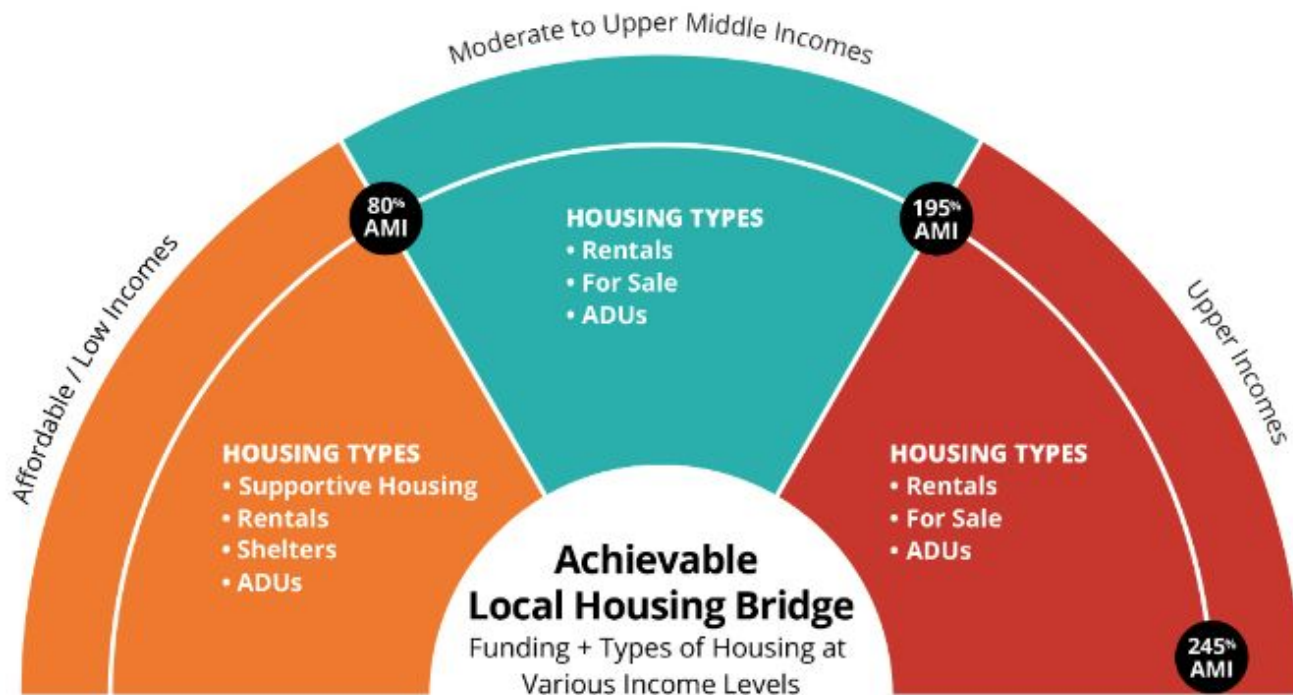 Moderate to Upper Middle Incomes
80% AMI
195% AMI
HOUSING TYPES
• Rentals
• For Sale
• ADUs
Affordable / Low Incomes
Upper Incomes
HOUSING TYPES
• Supportive Housing
• Rentals
• Shelters
• ADUs
HOUSING TYPES
• Rentals
• For Sale
• ADUs
Achievable
Local Housing Bridge
Funding + Types of Housing at
Various Income Levels
245%
AMI